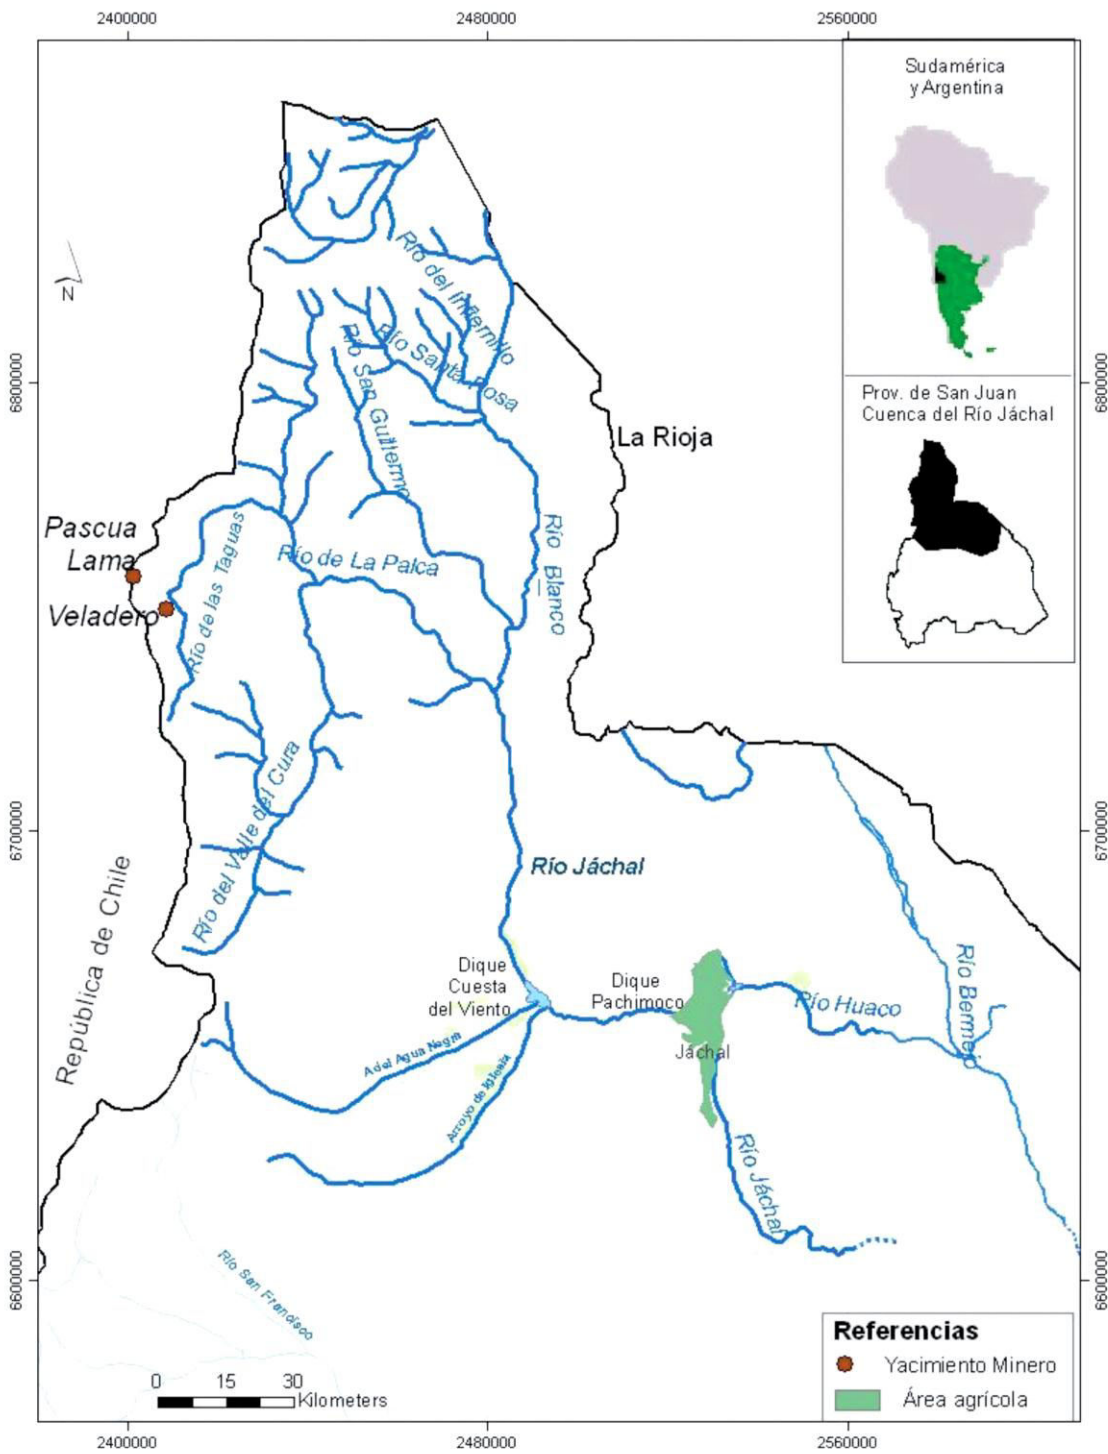 2400000
2480000
2560000
Sudamérica
y Argentina
N
Río del Infiernillo
Río Santa Rosa
Río San Guillermo
6800000
6800000
Prov. de San Juan
Cuenca del Río Jáchal
La Rioja
Pascua
Lama
Río de las Taguas
Río de La Palca
Río Blanco
Veladero
Río del Valle del Cura
6700000
6700000
República de Chile
Río Jáchal
Dique
Cuesta
del Viento
Dique
Pachimoco
Río Huaco
Río Bermejo
A del Agua Negra
Jáchal
Arroyo de Iglesia
Río Jáchal
6600000
6600000
Río San Francisco
Referencias
Yacimiento Minero
Área agrícola
0 15 30
Kilometers
2400000
2480000
2560000